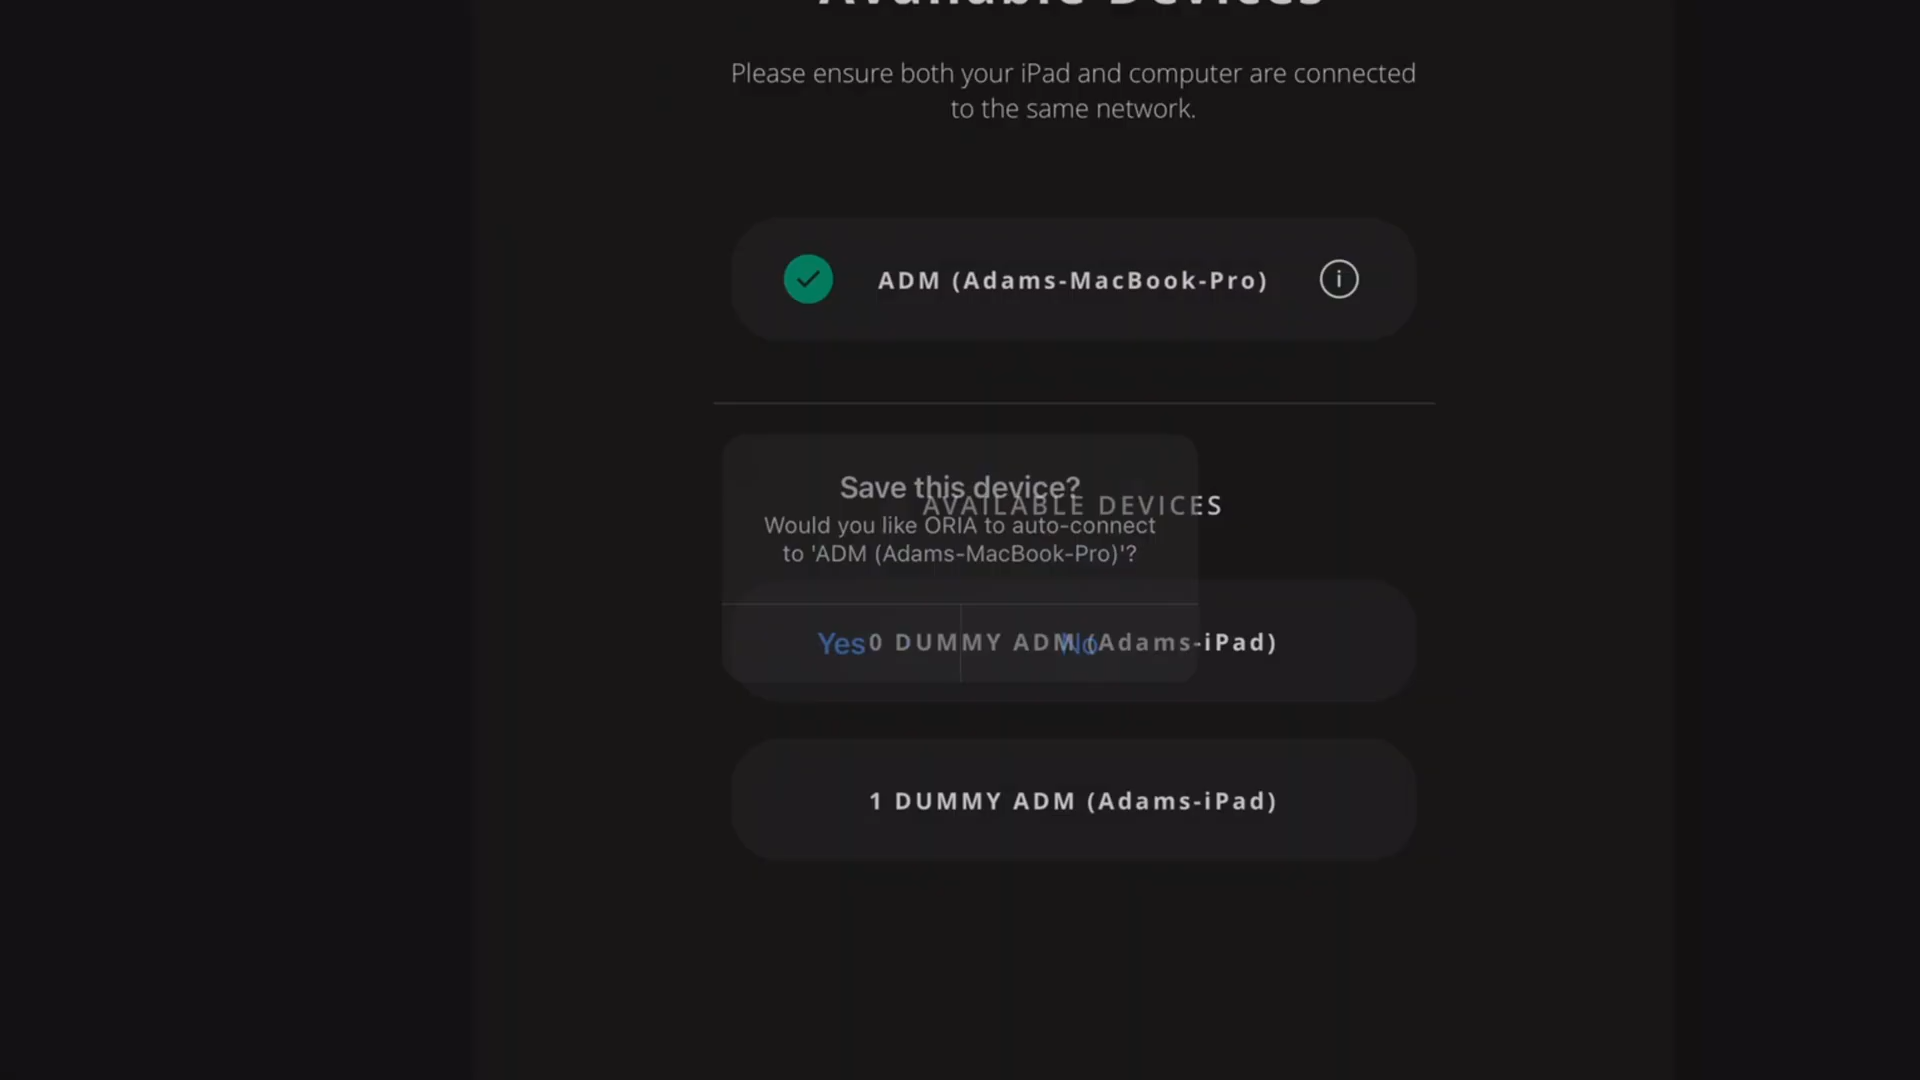 Available Devices
Please ensure both your iPad and computer are connected
to the same network.
ADM (Adams-MacBook-Pro)
Save this device?
AVAILABLE DEVICES
Would you like ORIA to auto-connect
to 'ADM (Adams-MacBook-Pro)'?
Yes
No
0 DUMMY ADM (Adams-iPad)
1 DUMMY ADM (Adams-iPad)